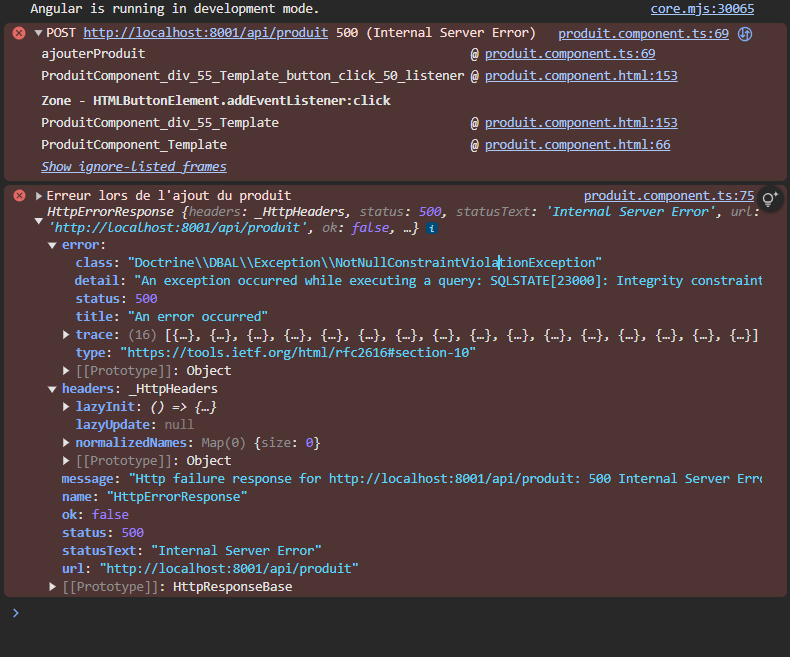 Angular is running in development mode. core.mjs:30065
▼POST http://localhost:8001/api/produit 500 (Internal Server Error) produit.component.ts:69
ajouterProduit @ produit.component.ts:69
ProduitComponent_div_55_Template_button_click_50_listener @ produit.component.html:153
Zone - HTMLButtonElement.addEventListener:click
ProduitComponent_div_55_Template @ produit.component.html:153
ProduitComponent_Template @ produit.component.html:66
Show ignore-listed frames
▶Erreur lors de l'ajout du produit produit.component.ts:75
HttpErrorResponse {headers: _HttpHeaders, status: 500, statusText: 'Internal Server Error', url:
▼ 'http://localhost:8001/api/produit', ok: false, …} i
▼ error:
class: "Doctrine\\DBAL\\Exception\\NotNullConstraintViolationException"
detail: "An exception occurred while executing a query: SQLSTATE[23000]: Integrity constraint
status: 500
title: "An error occurred"
▶ trace: (16) [{…}, {…}, {…}, {…}, {…}, {…}, {…}, {…}, {…}, {…}, {…}, {…}, {…}, {…}, {…}, {…}]
type: "https://tools.ietf.org/html/rfc2616#section-10"
▶ [[Prototype]]: Object
▼ headers: _HttpHeaders
▶ lazyInit: () => {…}
lazyUpdate: null
▶ normalizedNames: Map(0) {size: 0}
▶ [[Prototype]]: Object
message: "Http failure response for http://localhost:8001/api/produit: 500 Internal Server Erro
name: "HttpErrorResponse"
ok: false
status: 500
statusText: "Internal Server Error"
url: "http://localhost:8001/api/produit"
▶ [[Prototype]]: HttpResponseBase